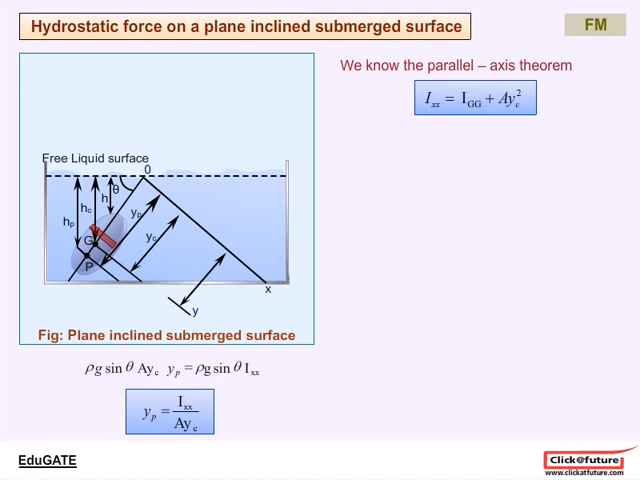 Hydrostatic force on a plane inclined submerged surface
FM
We know the parallel – axis theorem
I_xx = I_GG + Ay_c^2
Free Liquid surface
0
θ
h
h_c
h_p
y_p
y_c
G
P
x
y
Fig: Plane inclined submerged surface
ρg sin θ Ay_c y_p = ρg sin θ I_xx
y_p = I_xx / Ay_c
EduGATE
Click@future
www.clickatfuture.com